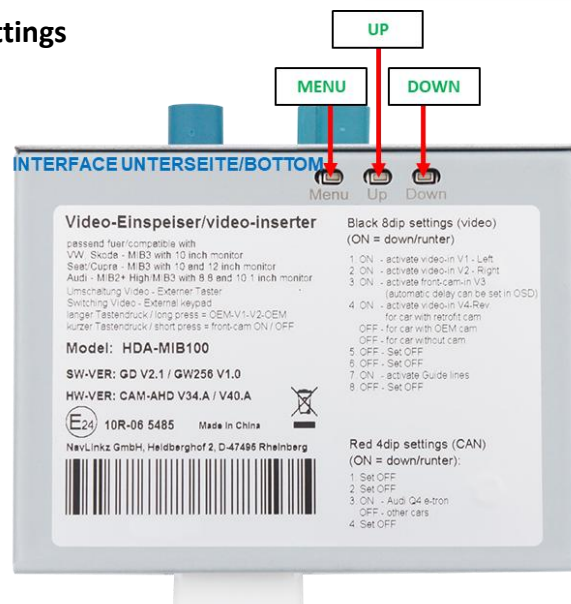 ttings
UP
MENU
DOWN
INTERFACE UNTERSEITE/BOTTOM
Menu Up Down
Video-Einspeiser/video-inserter
passend fuer/compatible with
VW, Skoda - MIB3 with 10 inch monitor
Seat/Cupra - MIB3 with 10 and 12 inch monitor
Audi - MIB2+ High/MIB3 with 8.8 and 10.1 inch monitor
Umschaltung Video - Externer Taster
Switching Video - External keypad
langer Tastendruck / long press = OEM-V1-V2-OEM
kurzer Tastendruck / short press = front-cam ON / OFF
Model: HDA-MIB100
SW-VER: GD V2.1 / GW256 V1.0
HW-VER: CAM-AHD V34.A / V40.A
E24 10R-06 5485 Made in China
NavLinkz GmbH, Heidberghof 2, D-47495 Rheinberg
Black 8dip settings (video)
(ON = down/runter)
1 ON - activate video-in V1 - Left
2 ON - activate video-in V2 - Right
3 ON - activate front-cam in V3
(automatic delay can be set in OSD)
4 ON - activate video-in V4-Rev
for car with retrofit cam
OFF - for car with OEM cam
OFF - for car without cam
5 OFF - Set OFF
6 OFF - Set OFF
7 ON - activate Guide lines
8 OFF - Set OFF
Red 4dip settings (CAN)
(ON = down/runter):
1. Set OFF
2. Set OFF
3. ON - Audi Q4 e-tron
OFF - other cars
4. Set OFF